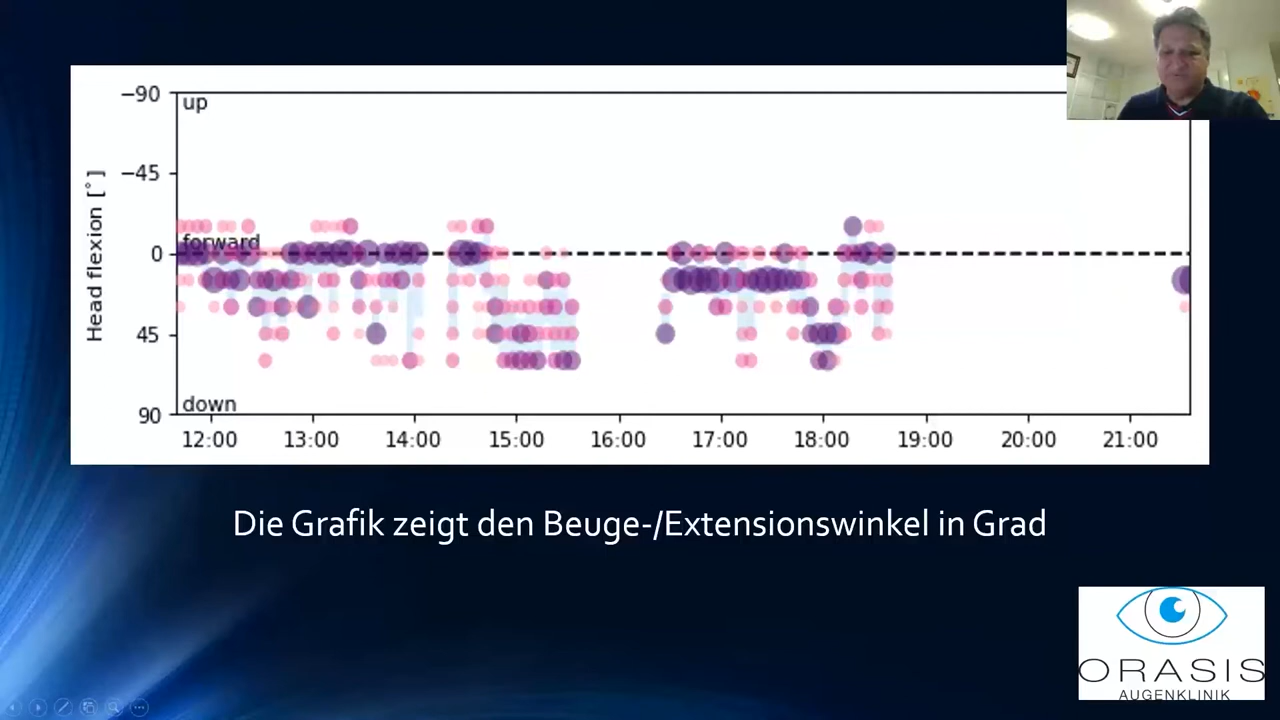 −90
up
−45
Head flexion [°]
forward
0
45
down
90
12:00 13:00 14:00 15:00 16:00 17:00 18:00 19:00 20:00 21:00
Die Grafik zeigt den Beuge-/Extensionswinkel in Grad
ORASIS
AUGENKLINIK